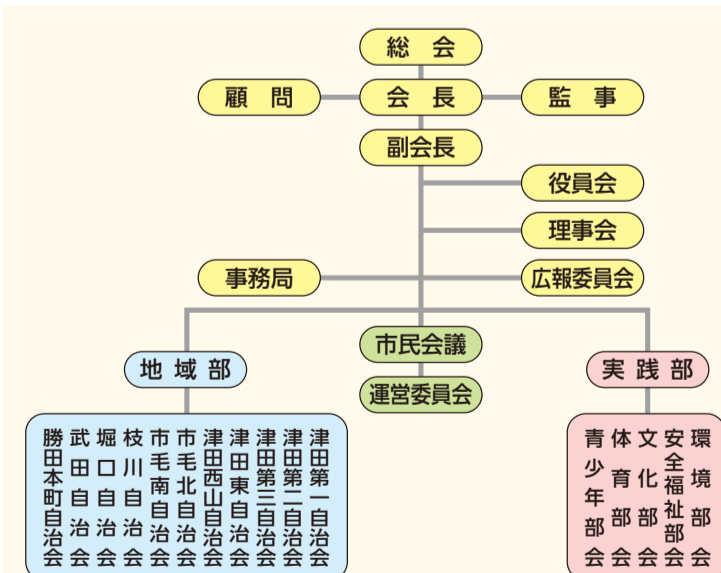 総会
顧問
会長
監事
副会長
役員会
理事会
事務局
広報委員会
市民会議
運営委員会
地域部
実践部
津田第一自治会
津田第二自治会
津田第三自治会
津田東自治会
津田西山自治会
市毛北自治会
市毛南自治会
枝川自治会
堀口自治会
武田自治会
勝田本町自治会
環境部会
安全福祉部会
文化部会
体育部会
青少年部会